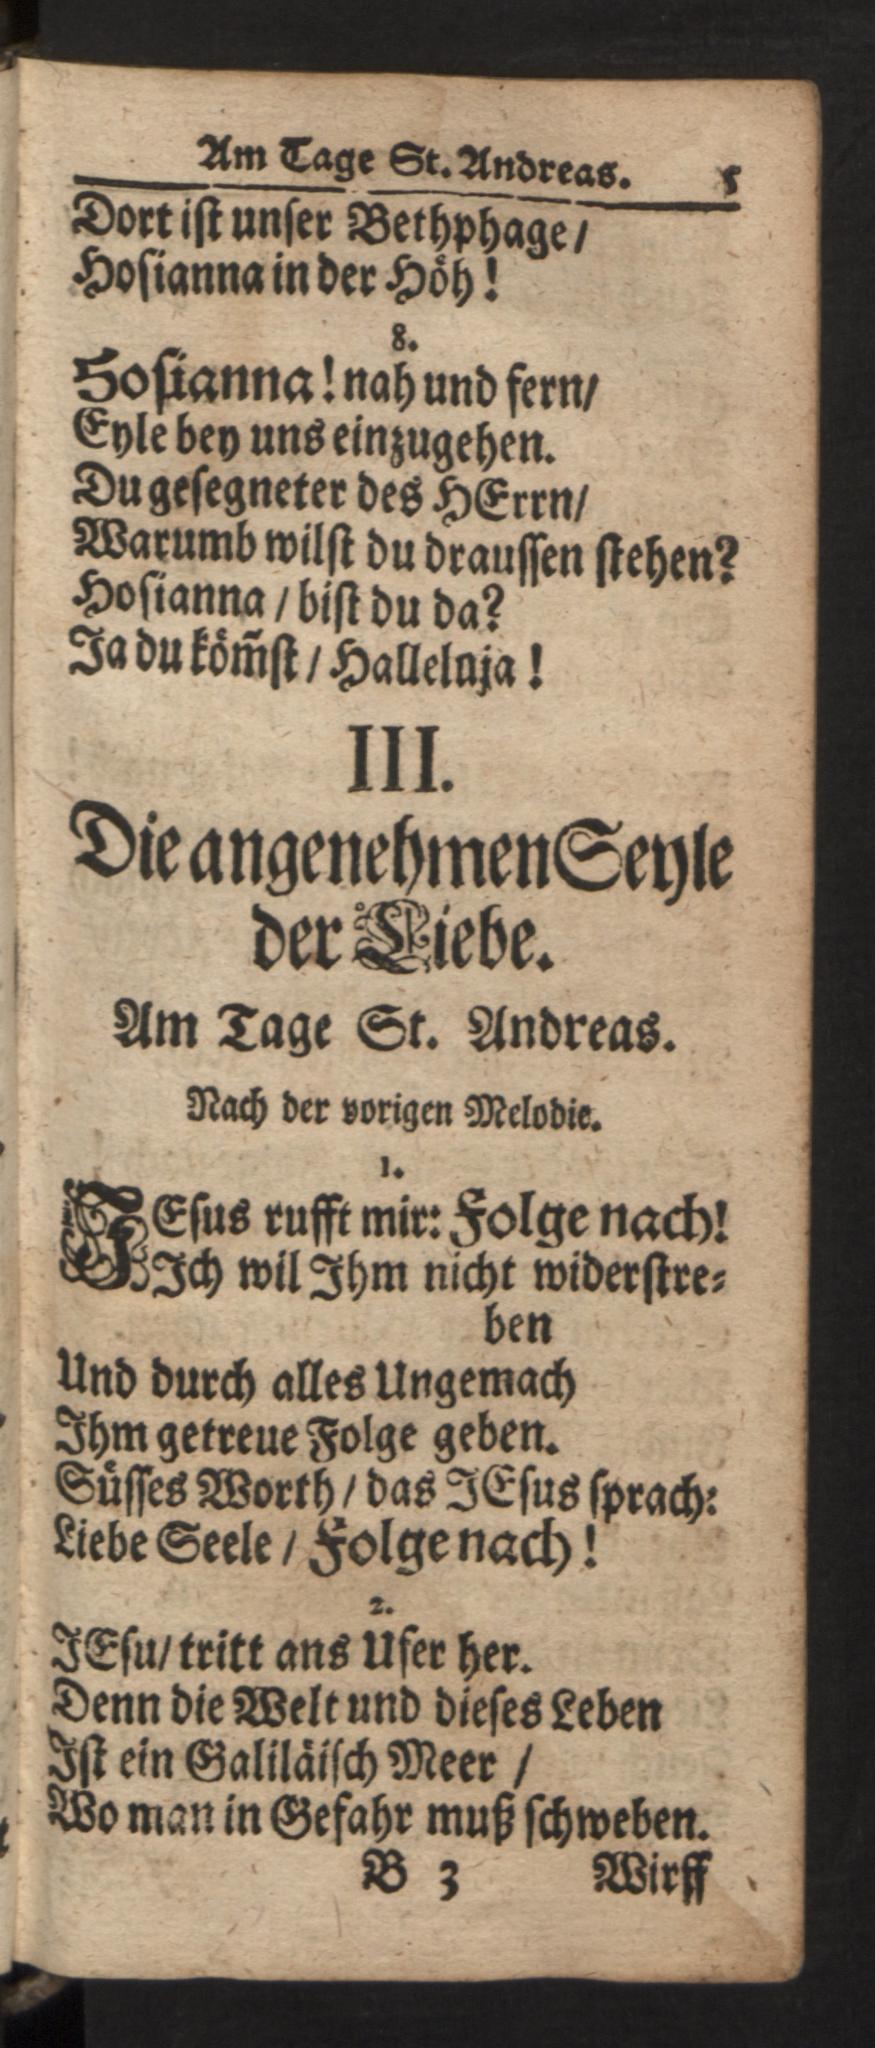 Am Tage St. Andreas. 5
Dort ist unser Bethphage /
Hosianna in der Höh!
8.
Hosianna! nah und fern /
Eyle bey uns einzugehen.
Du gesegneter des HErrn /
Warumb wilst du draussen stehen?
Hosianna / bist du da?
Ja duköm̃st / Halleluja!
III.
Die angenehmen Seyle
der Liebe.
Am Tage St. Andreas.
Nach der vorigen Melodie.
1.
JEsus rufft mir: Folge nach!
Ich wil Ihm nicht widerstre-
ben
Und durch alles Ungemach
Ihm getreue Folge geben.
Süsses Worth / das JEsus sprach:
Liebe Seele / Folge nach!
2.
JEsu / tritt ans Ufer her.
Denn die Welt und dieses Leben
Ist ein Galiläisch Meer /
Wo man in Gefahr muß schweben.
B 3 Wirff